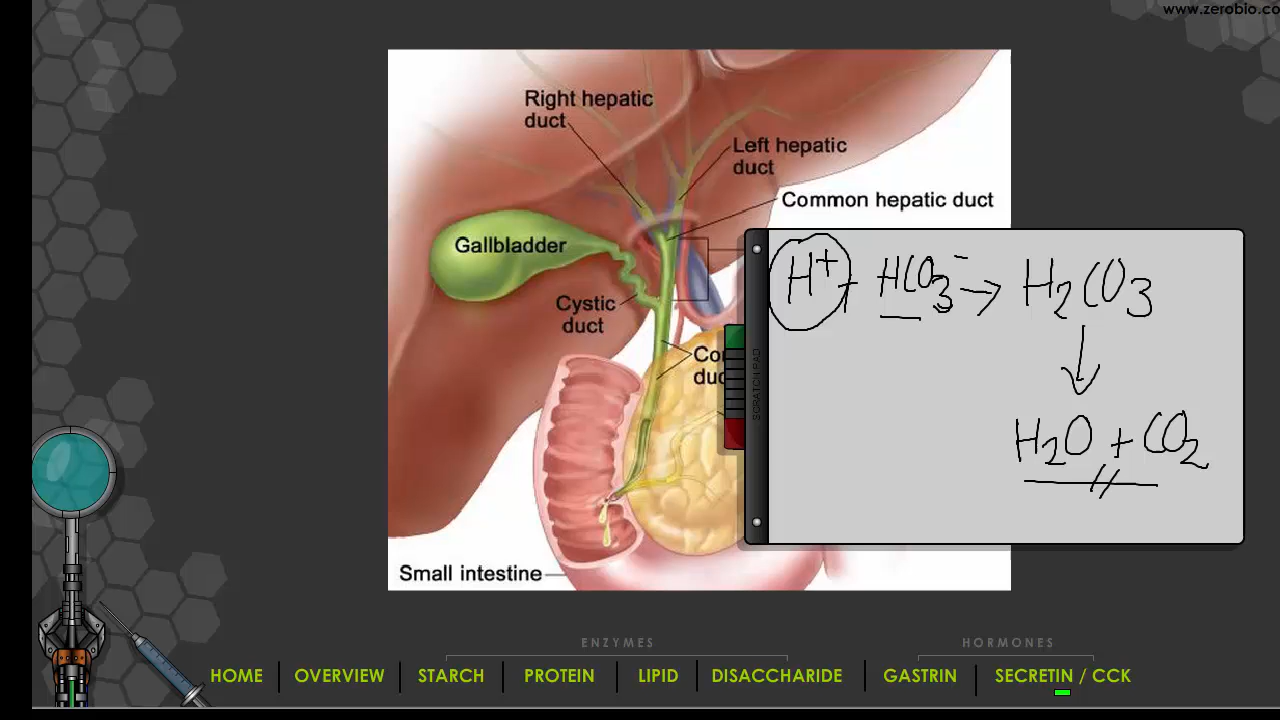 www.zerobio.co
Right hepatic
duct
Left hepatic
duct
Common hepatic duct
Gallbladder
Cystic
duct
Co
duc
Small intestine
SCRATCH PAD
H+ + HCO3- → H2CO3
↓
H2O + CO2
ENZYMES
HORMONES
HOME
OVERVIEW
STARCH
PROTEIN
LIPID
DISACCHARIDE
GASTRIN
SECRETIN / CCK